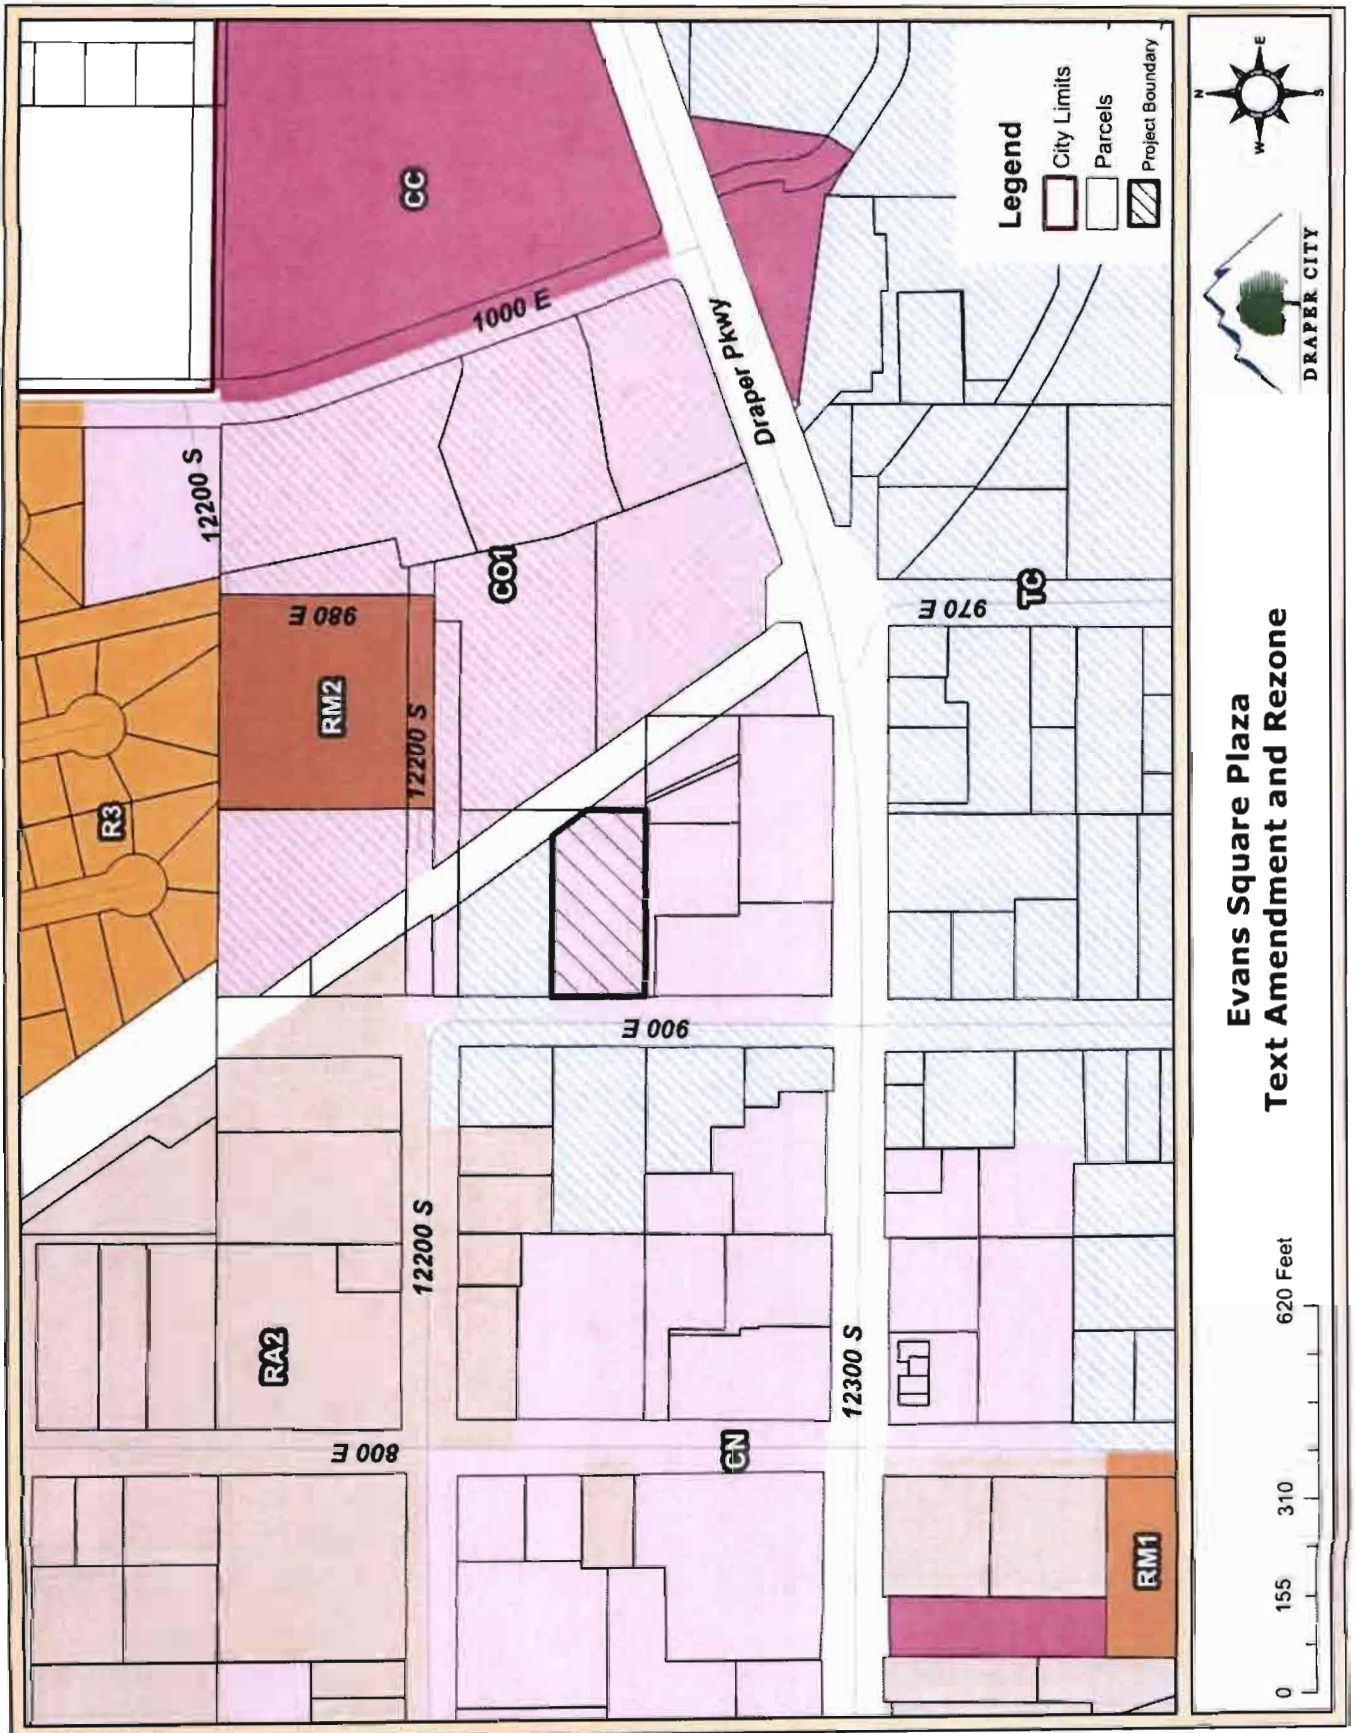 R3
12200 S
RM2
980 E
12200 S
CC
1000 E
CO1
Draper Pkwy
RA2
800 E
12200 S
900 E
CN
12300 S
970 E
TC
RM1
Legend
City Limits
Parcels
Project Boundary
0 155 310 620 Feet
Evans Square Plaza
Text Amendment and Rezone
DRAPER CITY
N
W E
S